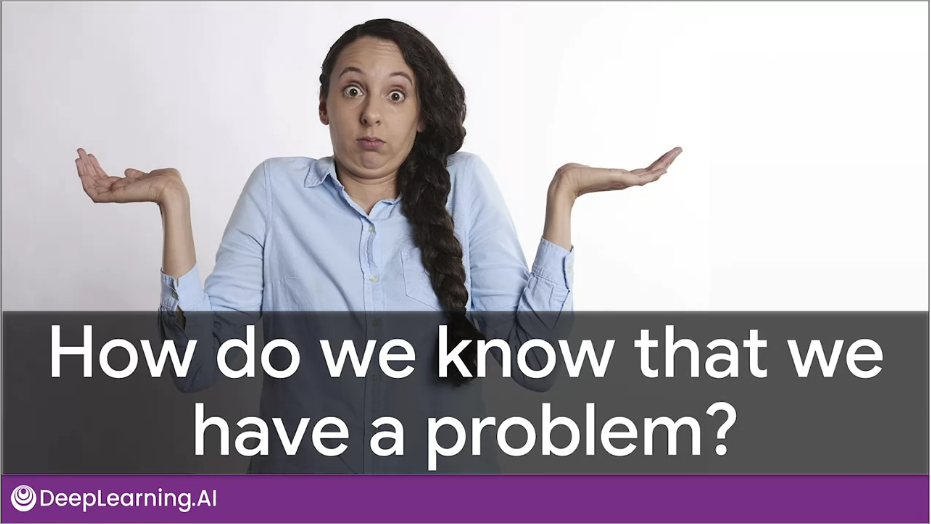 How do we know that we
have a problem?
DeepLearning.AI